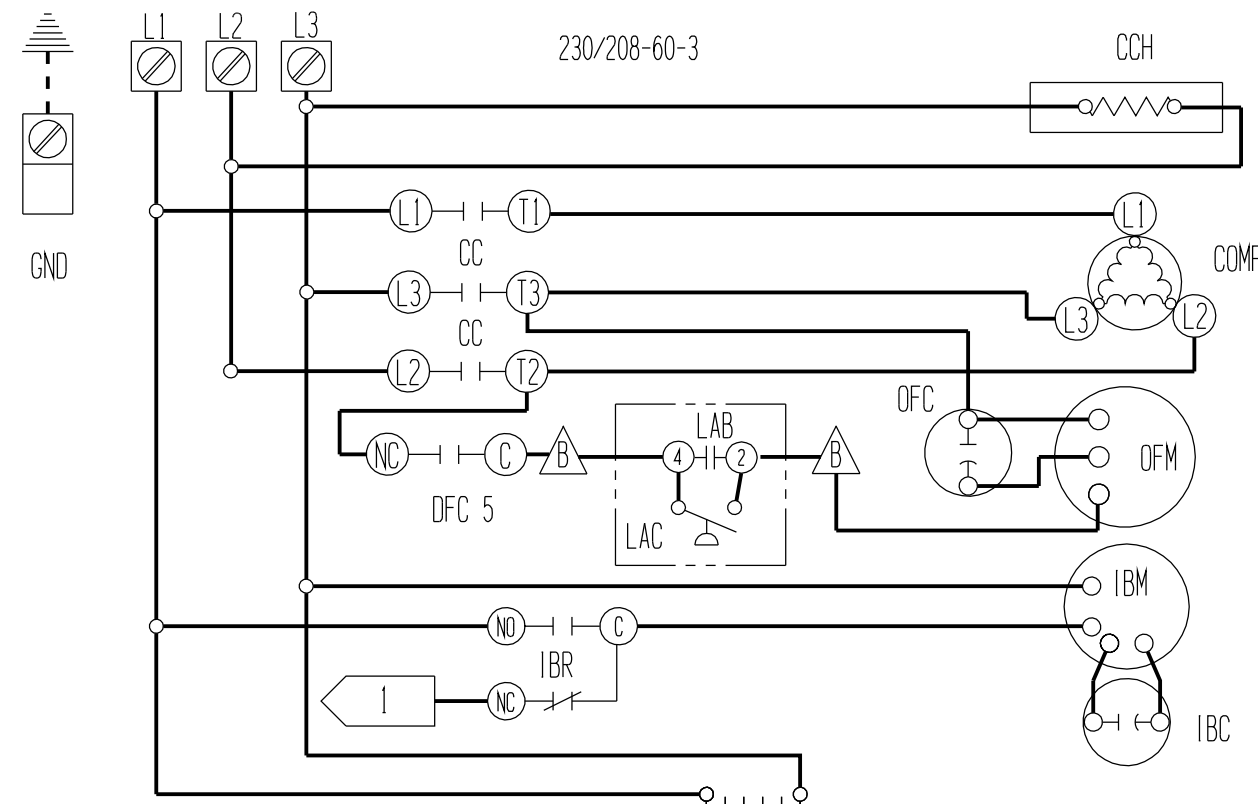 L1 L2 L3
230/208-60-3
CCH
GND
L1 T1 L1
CC
COMP
L3 T3 L3 L2
CC
L2 T2
OFC
NC C B 4 LAB 2 B OFM
DFC 5
LAC
IBM
NO C
IBR
1 NC
IBC